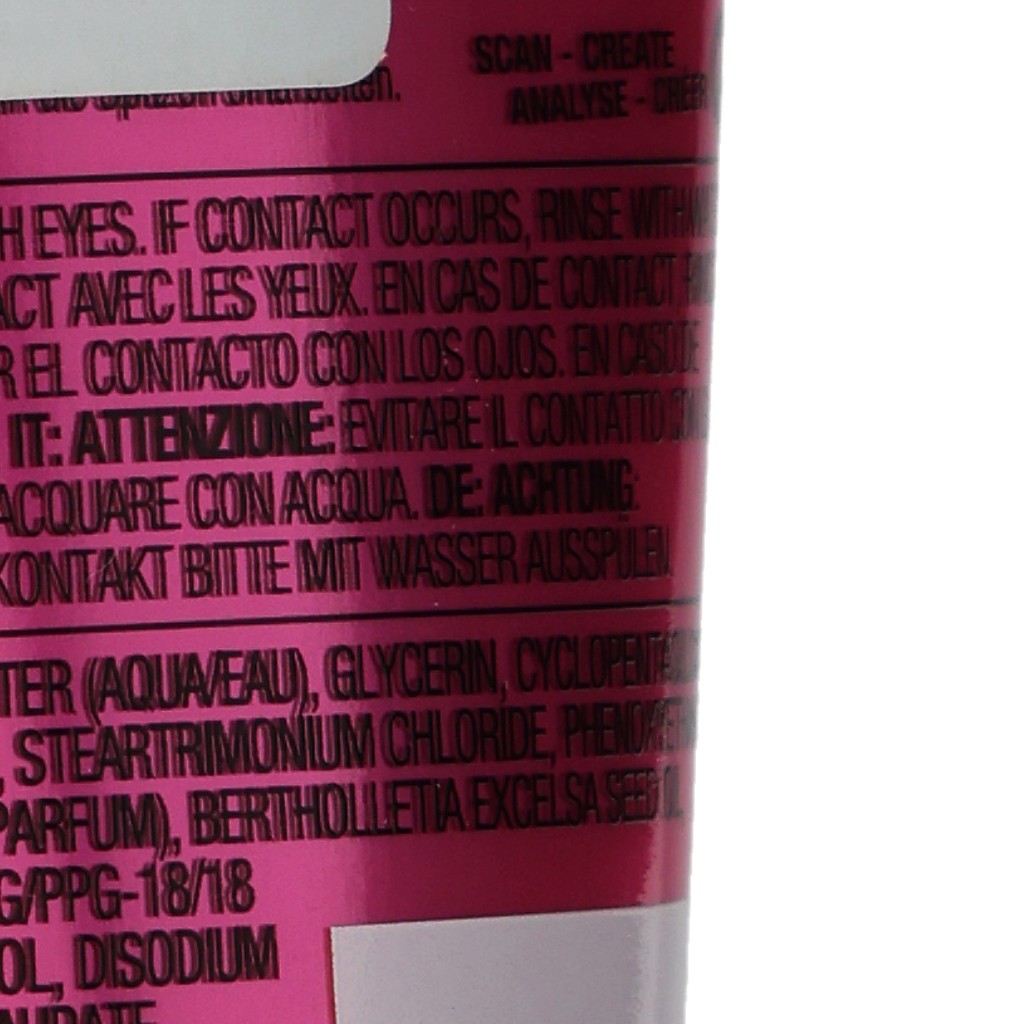 SCAN - CREATE
ANALYSE - CRÉER
H EYES. IF CONTACT OCCURS, RINSE WITH
ACT AVEC LES YEUX. EN CAS DE CONTACT
R EL CONTACTO CON LOS OJOS. EN CASO DE
IT: ATTENZIONE: EVITARE IL CONTATTO CON
ACQUARE CON ACQUA. DE: ACHTUNG:
KONTAKT BITTE MIT WASSER AUSSPÜLEN.
TER (AQUA/EAU), GLYCERIN,
, STEARTRIMONIUM CHLORIDE,
PARFUM), BERTHOLLETIA EXCELSA SEED OIL
G/PPG-18/18
OL, DISODIUM